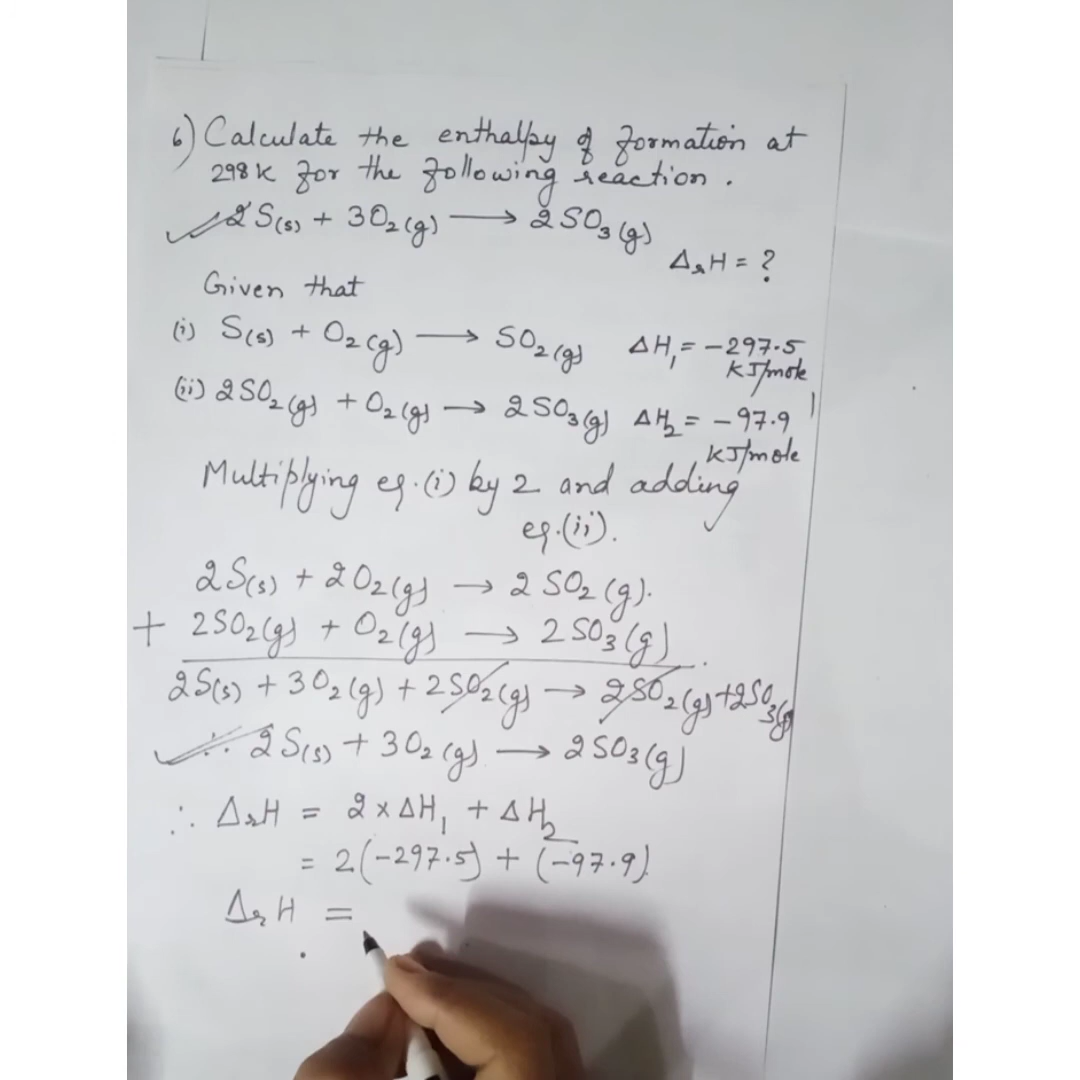 6) Calculate the enthalpy of formation at
298 K for the following reaction.
2S(s) + 3O₂(g) ⟶ 2SO₃(g)
ΔᵣH = ?
Given that
(i) S(s) + O₂(g) ⟶ SO₂(g) ΔH₁ = −297.5
KJ/mole
(ii) 2SO₂(g) + O₂(g) ⟶ 2SO₃(g) ΔH₂ = −97.9
KJ/mole
Multiplying eq.(i) by 2 and adding
eq.(ii).
2S(s) + 2O₂(g) → 2SO₂(g).
+ 2SO₂(g) + O₂(g) ⟶ 2SO₃(g)
2S(s) + 3O₂(g) + 2SO₂(g) → 2SO₂(g) + 2SO₃(g)
∴ 2S(s) + 3O₂(g) ⟶ 2SO₃(g)
∴ ΔᵣH = 2 × ΔH₁ + ΔH₂
= 2(−297.5) + (−97.9)
ΔᵣH =